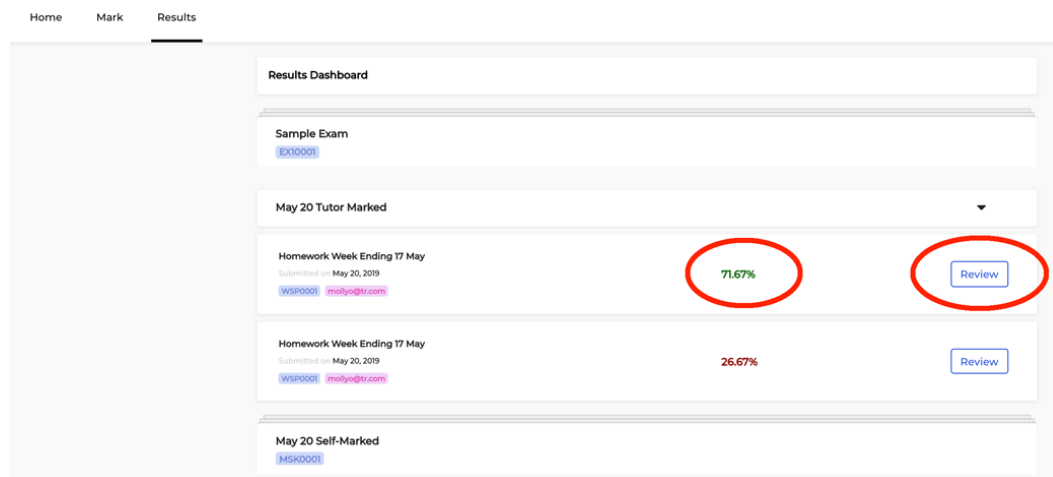 Home Mark Results
Results Dashboard
Sample Exam
EX10001
May 20 Tutor Marked
Homework Week Ending 17 May
Submitted on May 20, 2019
WSP0001 mollyo@tr.com
71.67%
Review
Homework Week Ending 17 May
Submitted on May 20, 2019
WSP0001 mollyo@tr.com
26.67%
Review
May 20 Self-Marked
MSK0001